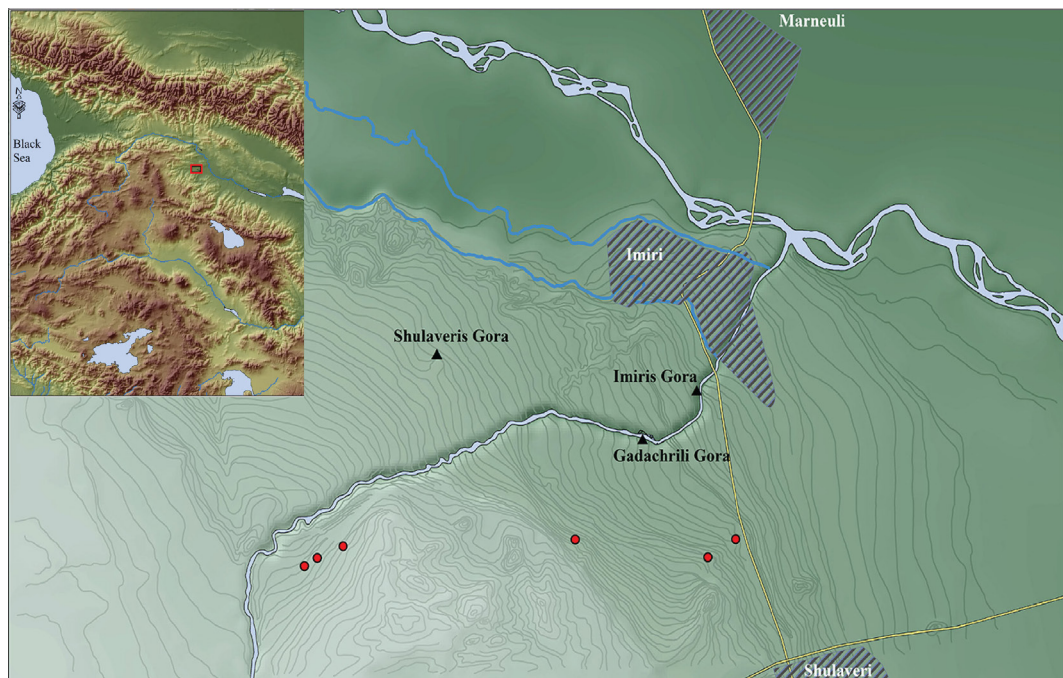 Marneuli
N
Black
Sea
Imiri
Shulaveris Gora
Imiris Gora
Gadachrili Gora
Shulaveri